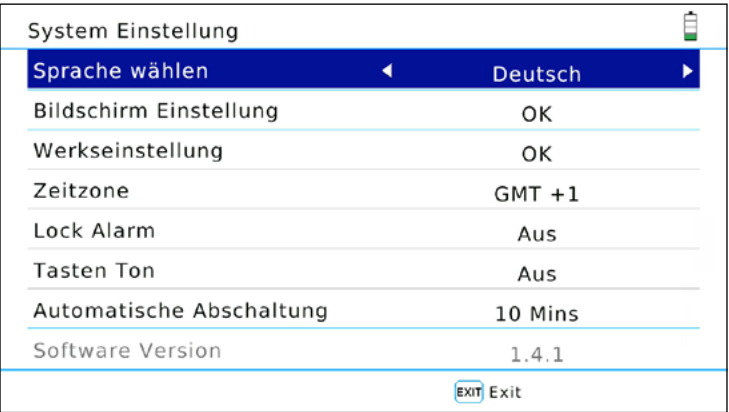 System Einstellung
Sprache wählen Deutsch
Bildschirm Einstellung OK
Werkseinstellung OK
Zeitzone GMT +1
Lock Alarm Aus
Tasten Ton Aus
Automatische Abschaltung 10 Mins
Software Version 1.4.1
EXIT Exit